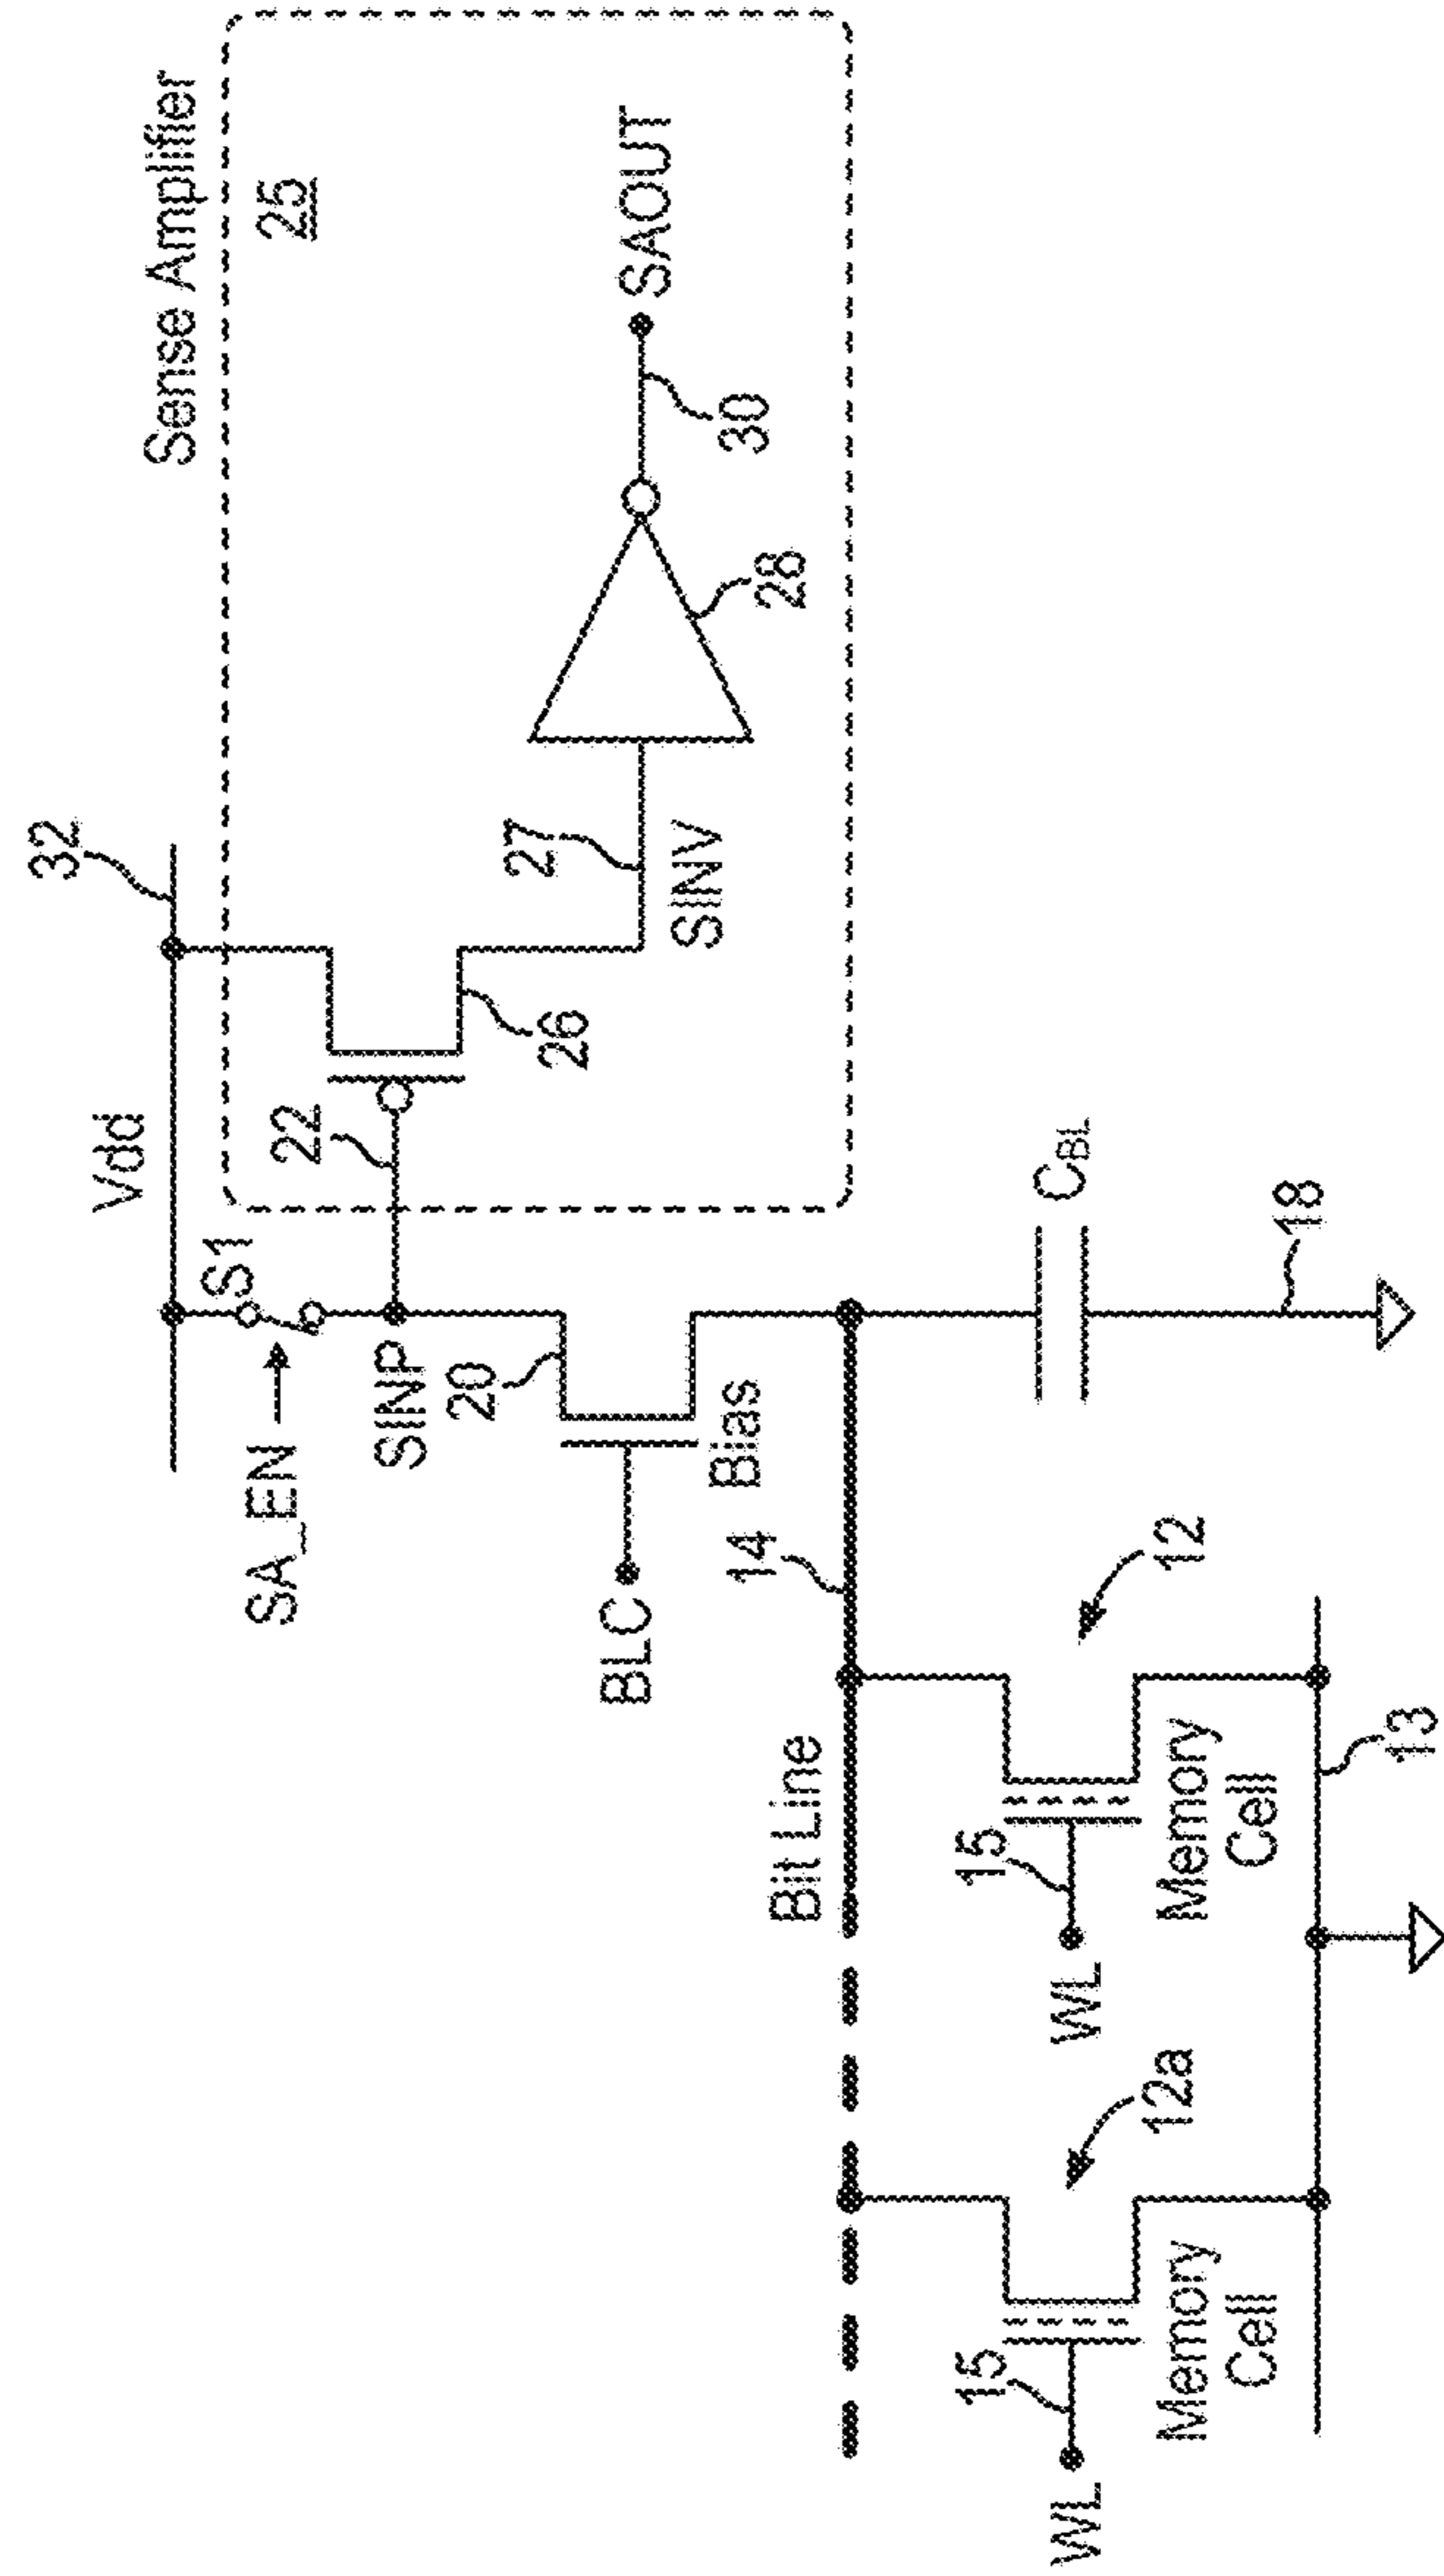 32
Vdd
Sense Amplifier
S1
25
SA_EN
22
SINP
26
20
27
SINV
SAOUT
30
28
BLC
Bias
14
Bit Line
C_BL
15
WL
12
Memory
Cell
18
15
WL
12a
Memory
Cell
13